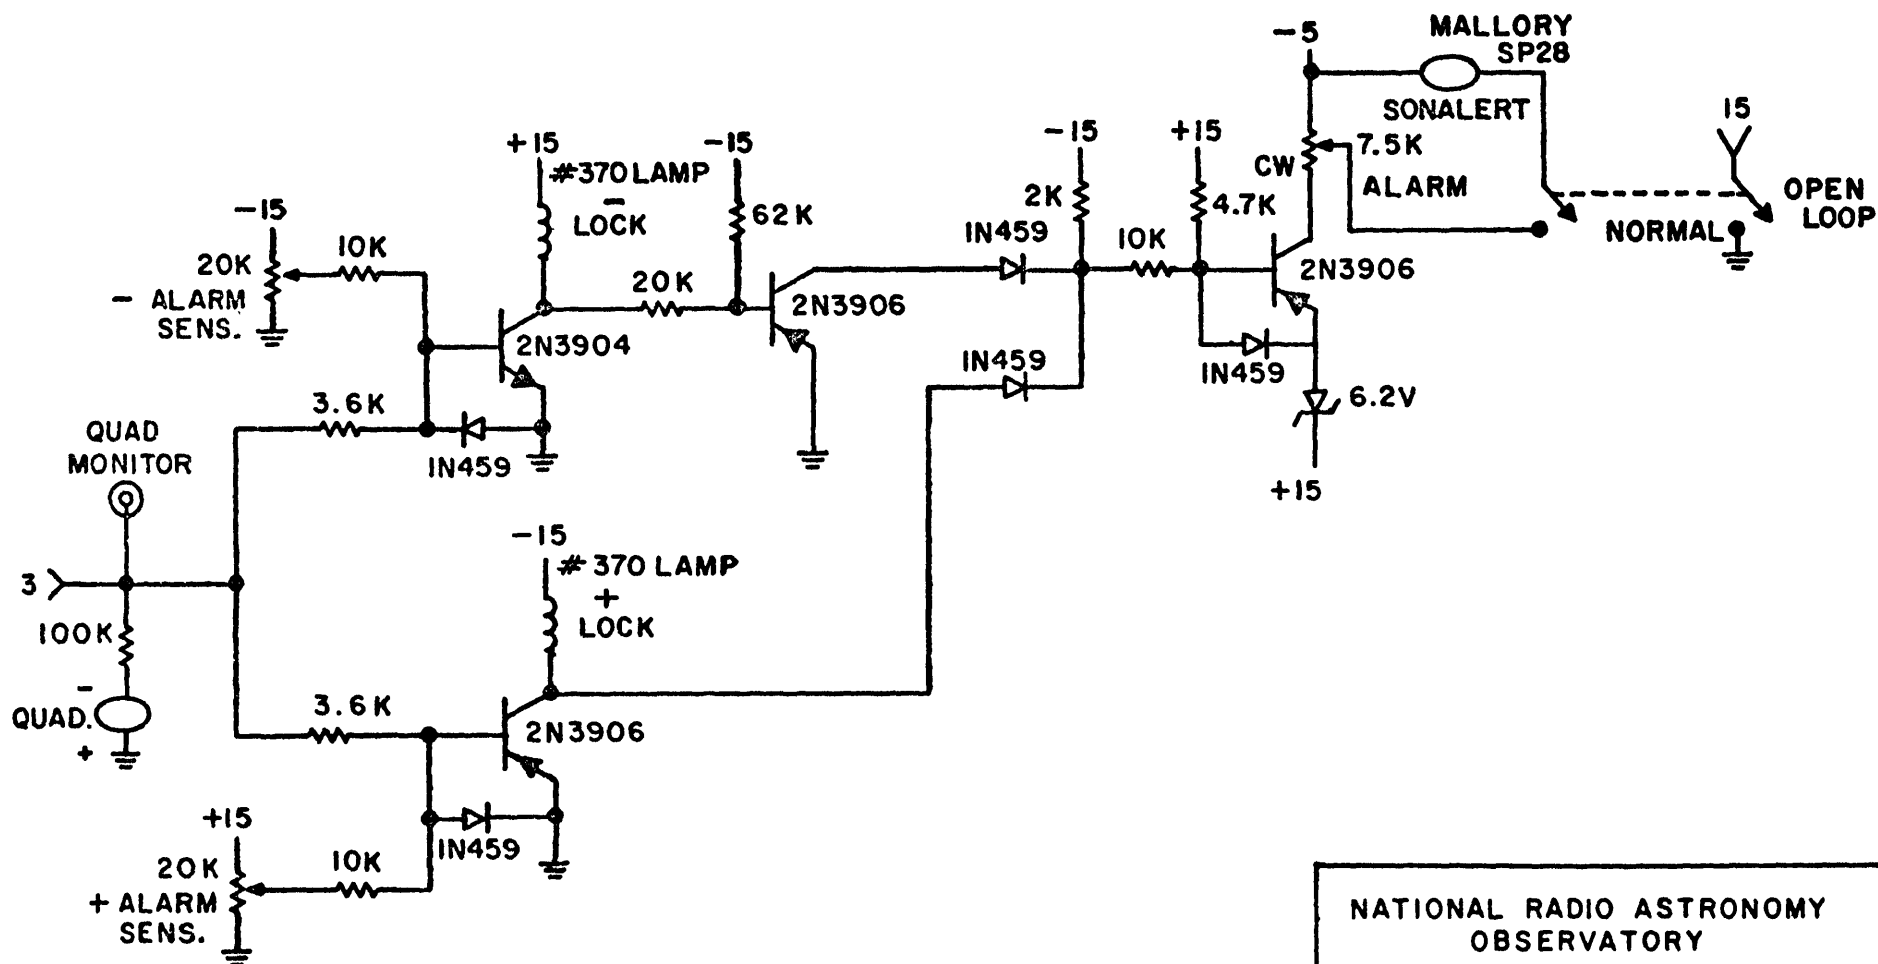 -5
MALLORY
SP28
SONALERT
15
+15
#370 LAMP
-
LOCK
-15
62K
-15
2K
+15
4.7K
CW
7.5K
ALARM
OPEN
LOOP
NORMAL
-15
20K
- ALARM
SENS.
10K
20K
2N3904
2N3906
IN459
10K
2N3906
IN459
IN459
6.2V
+15
3.6K
IN459
QUAD
MONITOR
3
100K
-
QUAD.
+
-15
#370 LAMP
+
LOCK
3.6K
2N3906
IN459
+15
20K
+ ALARM
SENS.
10K
NATIONAL RADIO ASTRONOMY
OBSERVATORY